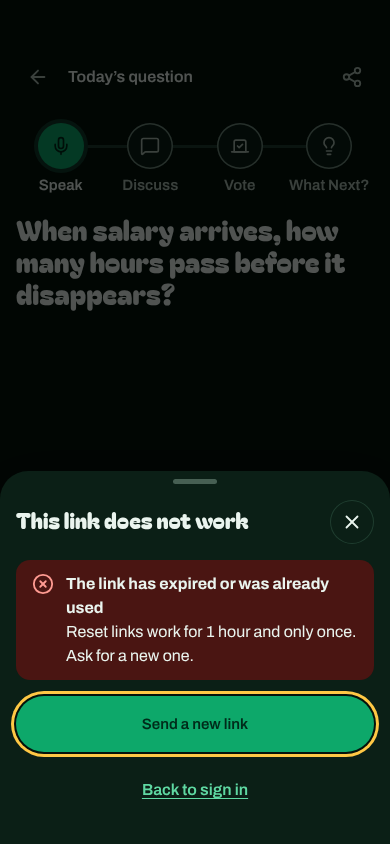 Today’s question
Speak
Discuss
Vote
What Next?
When salary arrives, how
many hours pass before it
disappears?
This link does not work
The link has expired or was already
used
Reset links work for 1 hour and only once.
Ask for a new one.
Send a new link
Back to sign in